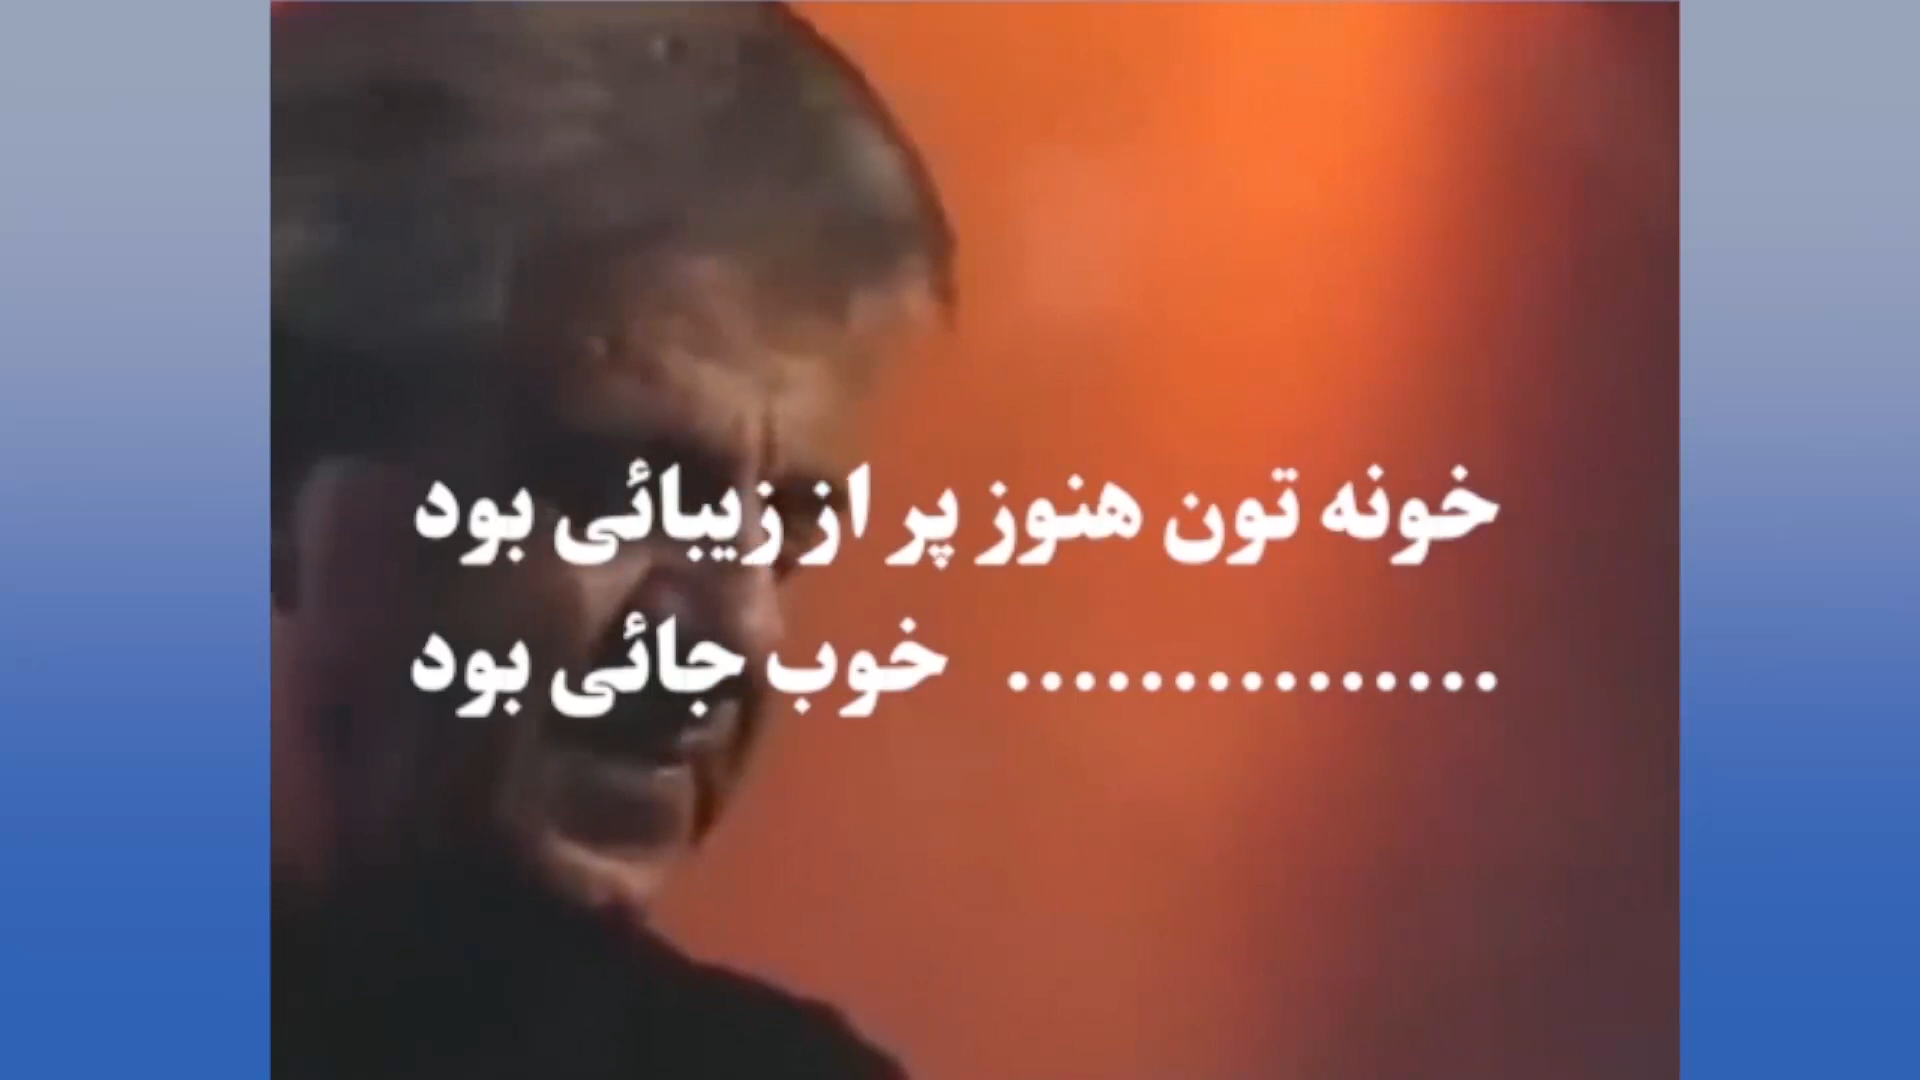 خونه تون هنوز پر از زیبائی بود
............... خوب جائی بود